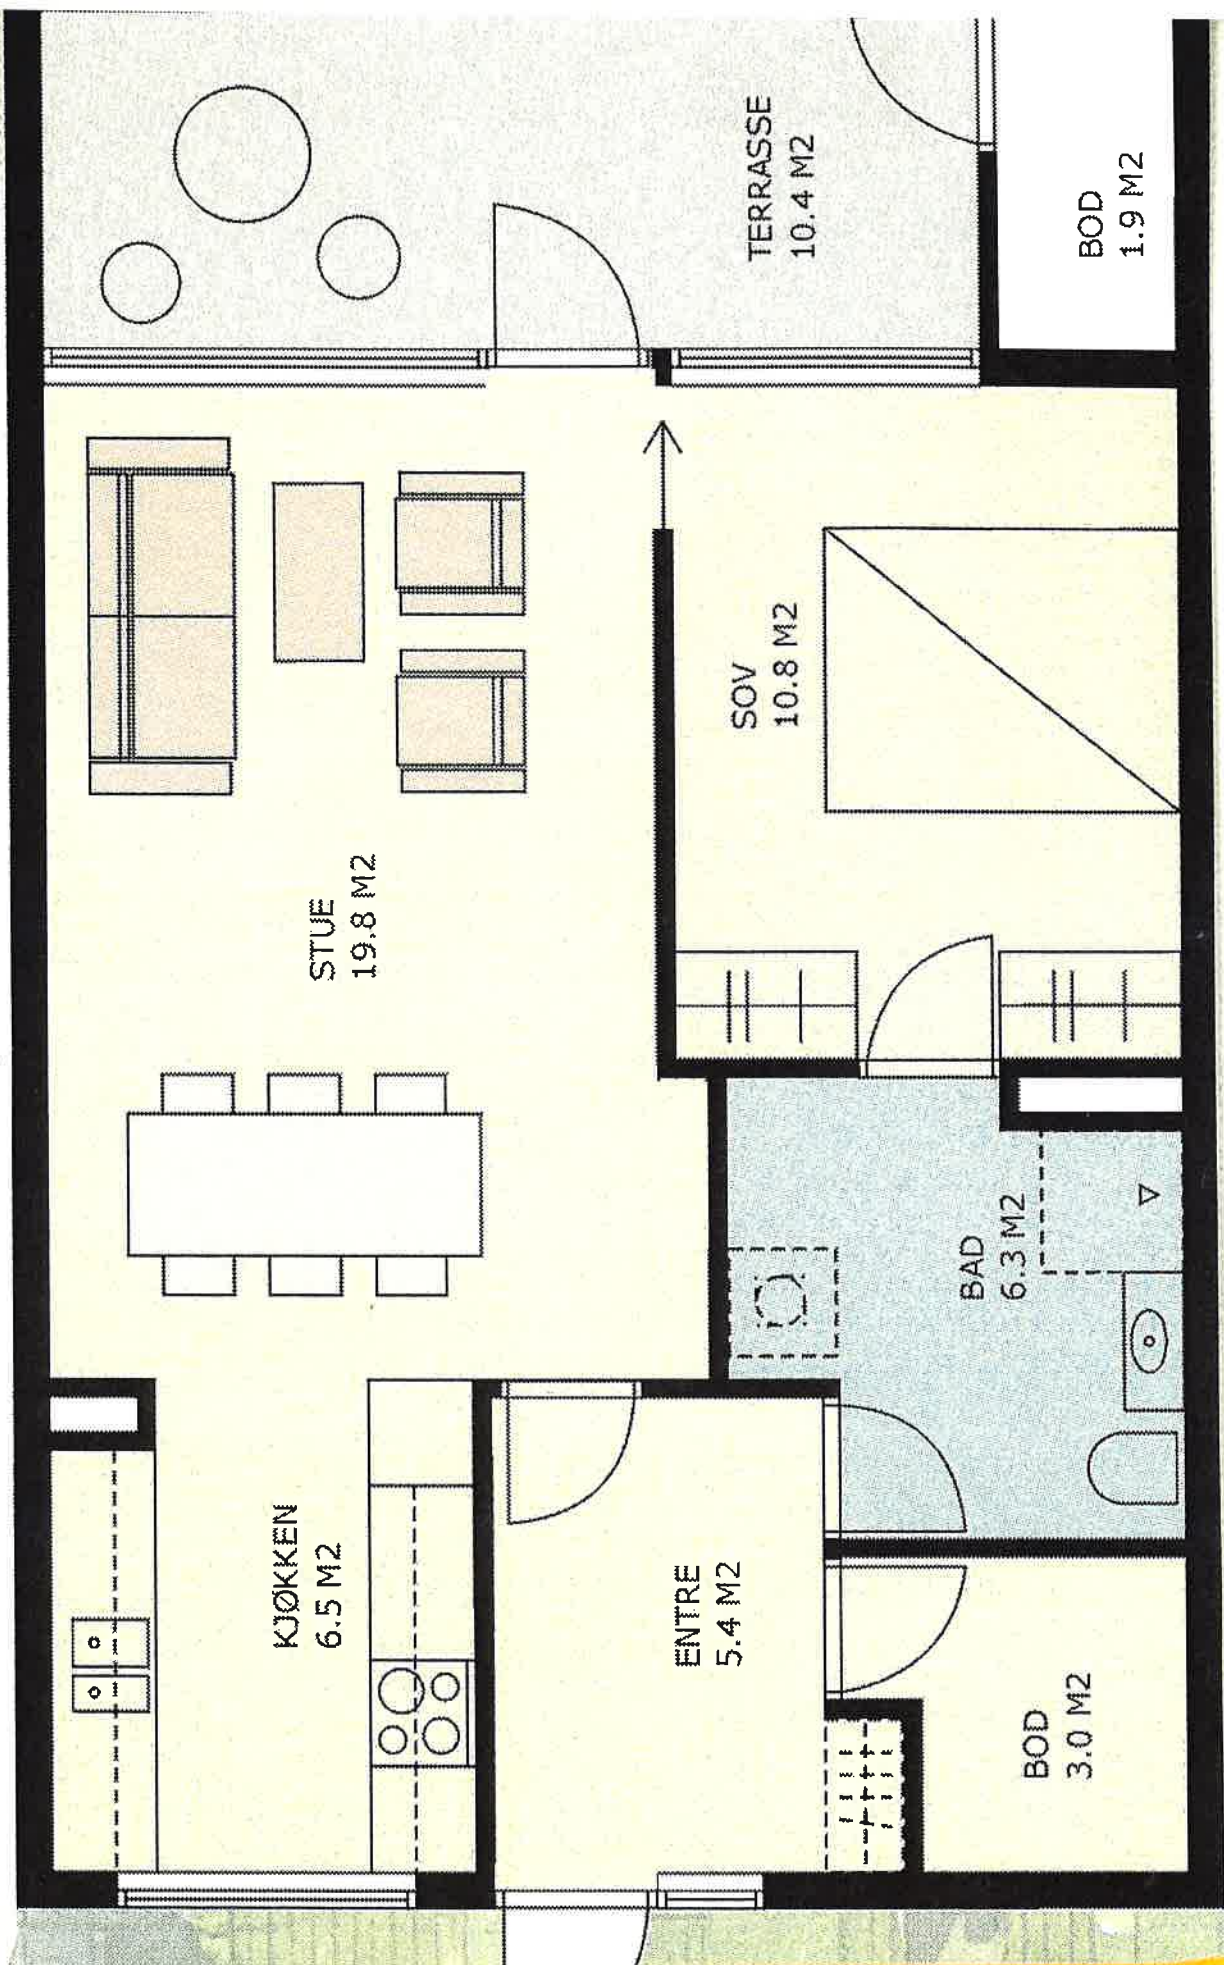 TERRASSE
10.4 M2
BOD
1.9 M2
SOV
10.8 M2
STUE
19.8 M2
BAD
6.3 M2
KJØKKEN
6.5 M2
ENTRE
5.4 M2
BOD
3.0 M2